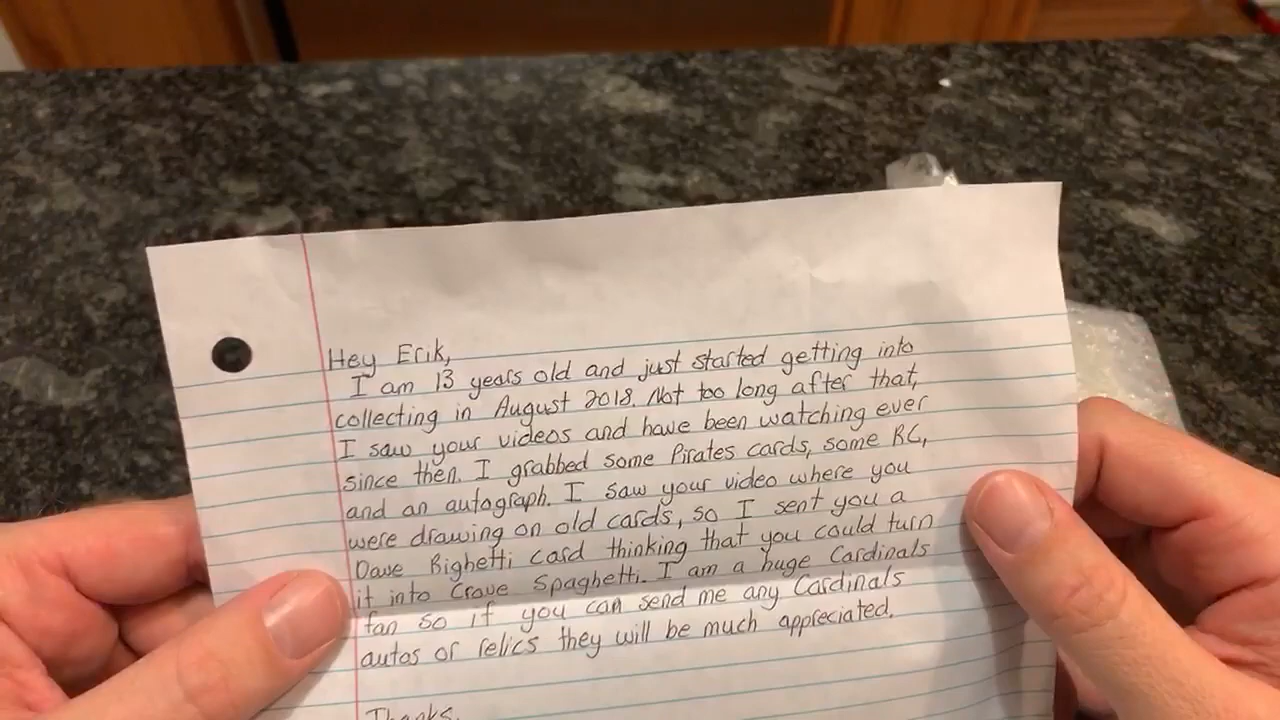 Hey Erik,
I am 13 years old and just started getting into
collecting in August 2018. Not too long after that,
I saw your videos and have been watching ever
since then. I grabbed some Pirates cards, some RC,
and an autograph. I saw your video where you
were drawing on old cards, so I sent you a
Dave Righetti card thinking that you could turn
it into Crave Spaghetti. I am a huge Cardinals
fan so if you can send me any Cardinals
autos or relics they will be much appreciated.
Thanks,